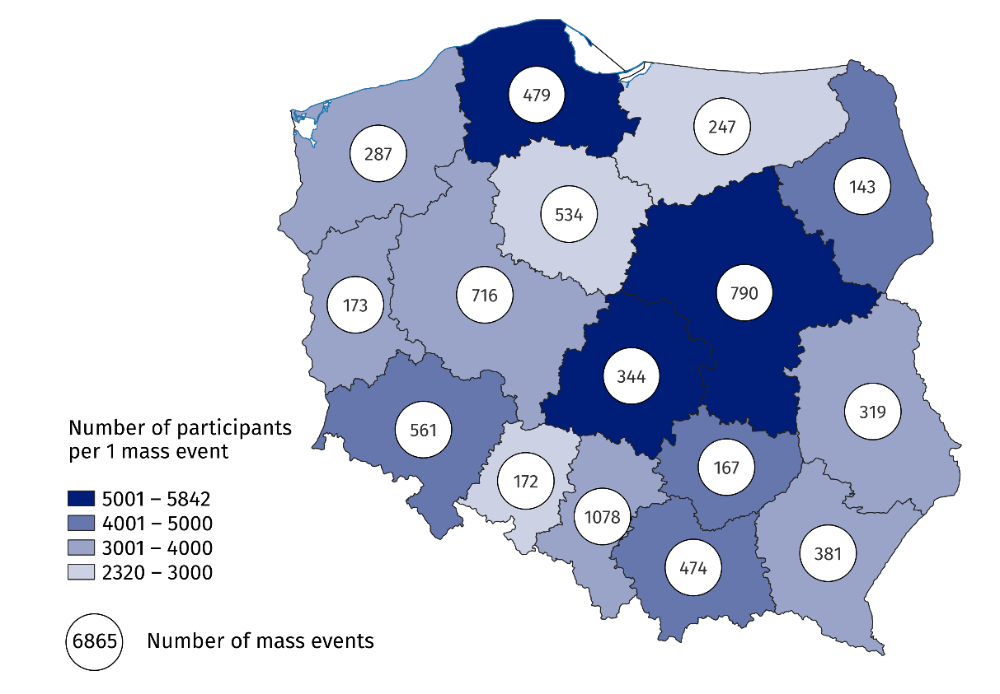 479
247
287
143
534
790
716
173
344
319
561
167
172
1078
381
474
Number of participants
per 1 mass event
5001 – 5842
4001 – 5000
3001 – 4000
2320 – 3000
6865 Number of mass events